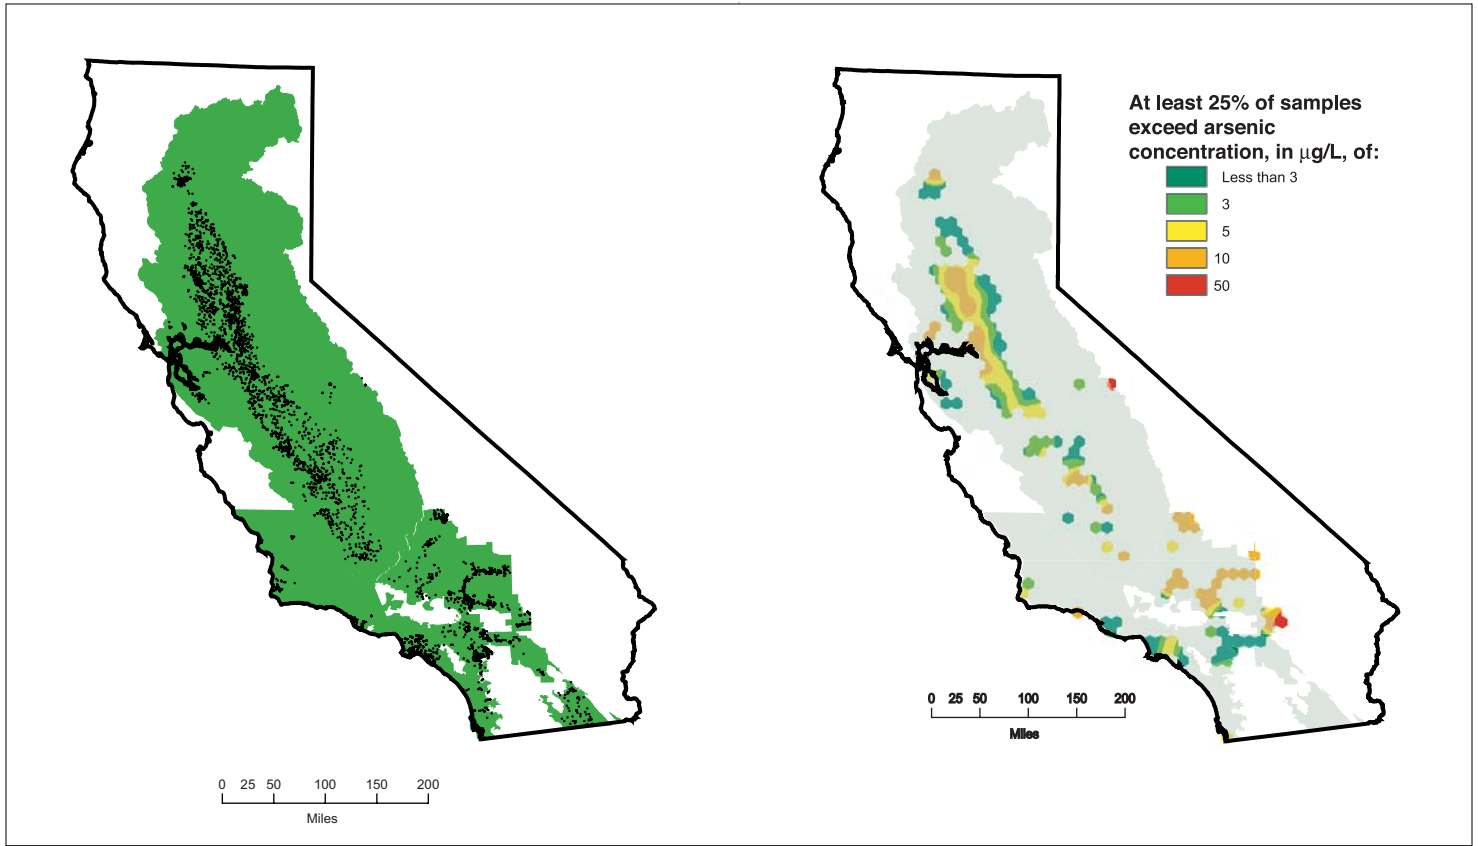 At least 25% of samples
exceed arsenic
concentration, in µg/L, of:
Less than 3
3
5
10
50
0 25 50 100 150 200
Miles
0 25 50 100 150 200
Miles